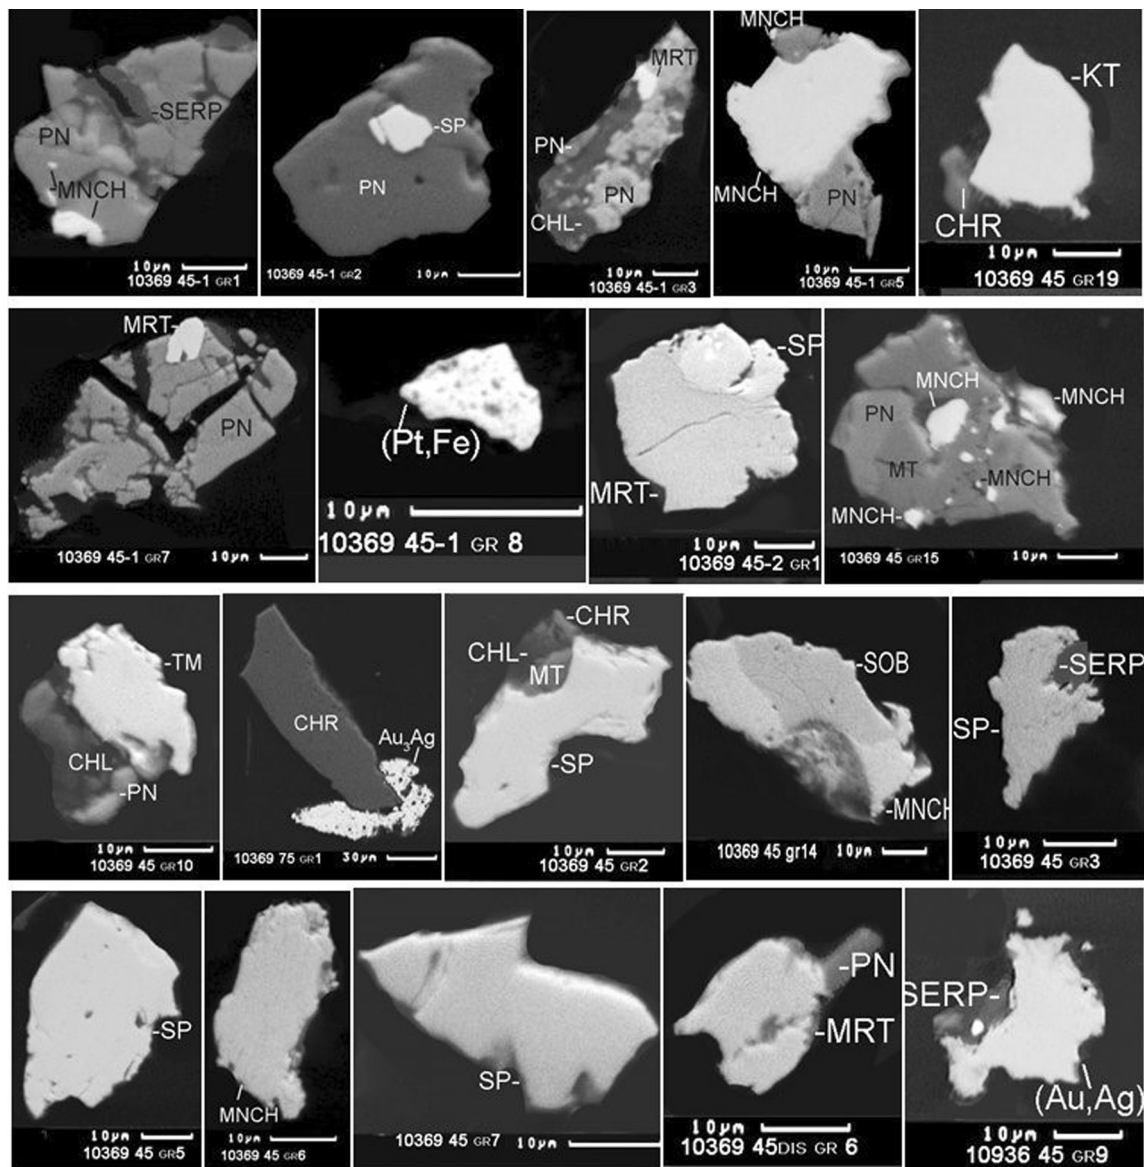 -SERP
PN
-MNCH
10µm
10369 45-1 GR1
-SP
PN
10369 45-1 GR2
10µm
MRT
PN-
PN
CHL-
10µm
10369 45-1 GR3
MNCH
MNCH
PN
10µm
10369 45-1 GR5
-KT
CHR
10µm
10369 45 GR19
MRT-
PN
10369 45-1 GR7
10µm
(Pt,Fe)
10µm
10369 45-1 GR 8
-SP
MRT-
10µm
10369 45-2 GR1
MNCH
-MNCH
PN
MT
-MNCH
MNCH-
10369 45 GR15
10µm
-TM
CHL
-PN
10µm
10369 45 GR10
CHR
Au3Ag
10369 75 GR1
30µm
-CHR
CHL-
MT
-SP
10µm
10369 45 GR2
-SOB
-MNCH
10369 45 gr14
10µm
-SERP
SP-
10µm
10369 45 GR3
-SP
10µm
10369 45 GR5
MNCH
10µm
10369 45 GR6
SP-
10369 45 GR7
10µm
-PN
-MRT
10µm
10369 45DIS GR 6
SERP-
(Au,Ag)
10µm
10936 45 GR9